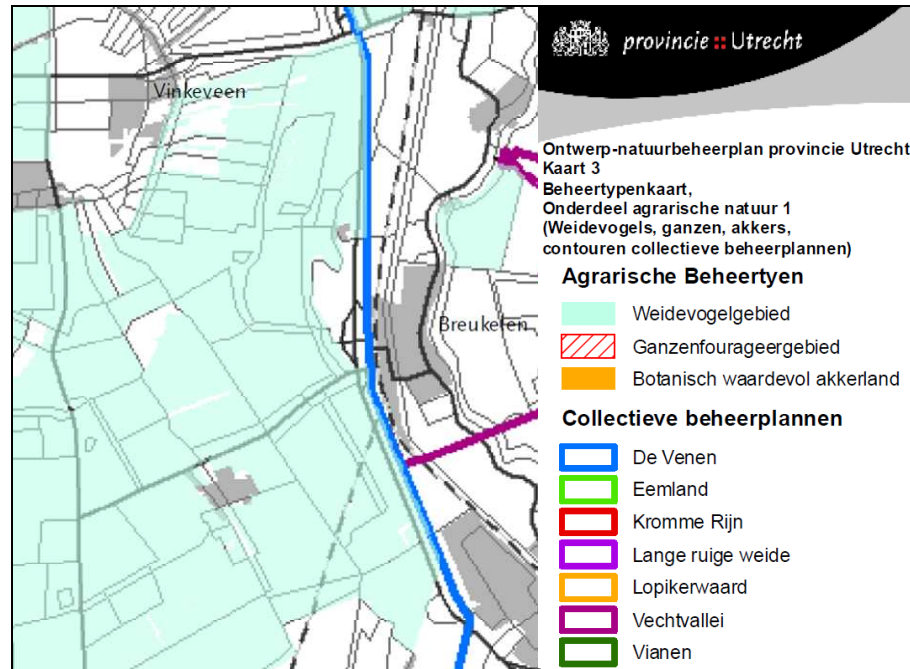 Vinkeveen
Breukelen
provincie :: Utrecht
Ontwerp-natuurbeheerplan provincie Utrecht
Kaart 3
Beheertypenkaart,
Onderdeel agrarische natuur 1
(Weidevogels, ganzen, akkers,
contouren collectieve beheerplannen)
Agrarische Beheertyen
Weidevogelgebied
Ganzenfourageergebied
Botanisch waardevol akkerland
Collectieve beheerplannen
De Venen
Eemland
Kromme Rijn
Lange ruige weide
Lopikerwaard
Vechtvallei
Vianen